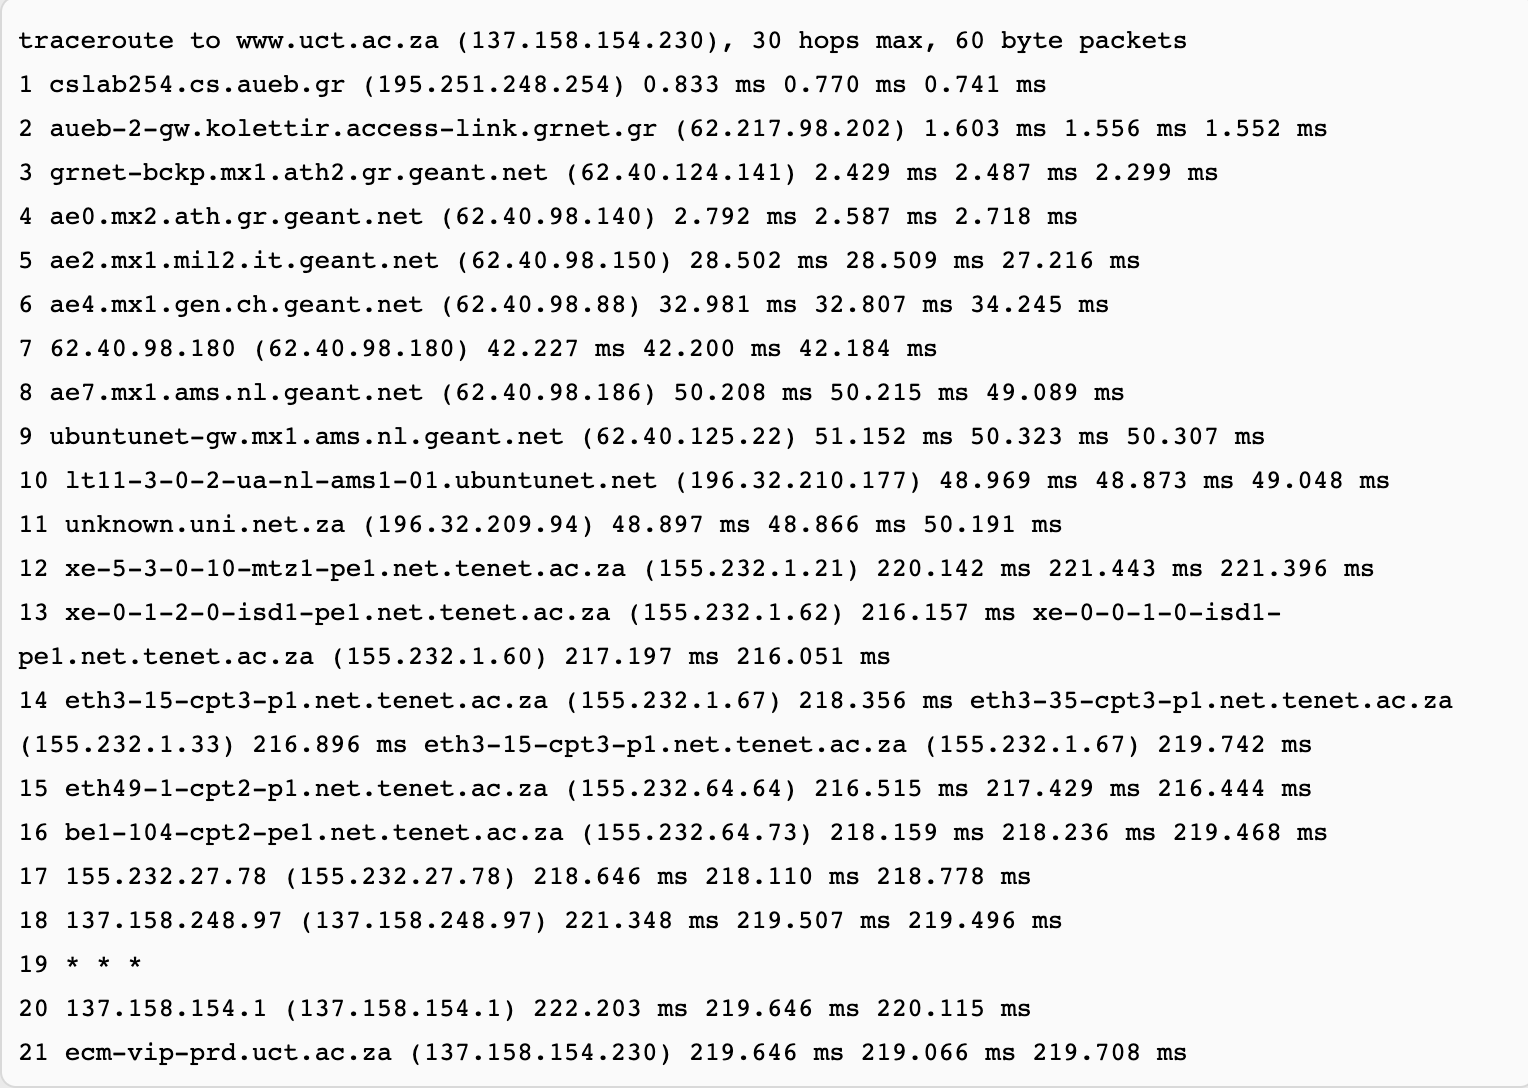 traceroute to www.uct.ac.za (137.158.154.230), 30 hops max, 60 byte packets
1 cslab254.cs.aueb.gr (195.251.248.254) 0.833 ms 0.770 ms 0.741 ms
2 aueb-2-gw.kolettir.access-link.grnet.gr (62.217.98.202) 1.603 ms 1.556 ms 1.552 ms
3 grnet-bckp.mx1.ath2.gr.geant.net (62.40.124.141) 2.429 ms 2.487 ms 2.299 ms
4 ae0.mx2.ath.gr.geant.net (62.40.98.140) 2.792 ms 2.587 ms 2.718 ms
5 ae2.mx1.mil2.it.geant.net (62.40.98.150) 28.502 ms 28.509 ms 27.216 ms
6 ae4.mx1.gen.ch.geant.net (62.40.98.88) 32.981 ms 32.807 ms 34.245 ms
7 62.40.98.180 (62.40.98.180) 42.227 ms 42.200 ms 42.184 ms
8 ae7.mx1.ams.nl.geant.net (62.40.98.186) 50.208 ms 50.215 ms 49.089 ms
9 ubuntunet-gw.mx1.ams.nl.geant.net (62.40.125.22) 51.152 ms 50.323 ms 50.307 ms
10 lt11-3-0-2-ua-nl-ams1-01.ubuntunet.net (196.32.210.177) 48.969 ms 48.873 ms 49.048 ms
11 unknown.uni.net.za (196.32.209.94) 48.897 ms 48.866 ms 50.191 ms
12 xe-5-3-0-10-mtz1-pe1.net.tenet.ac.za (155.232.1.21) 220.142 ms 221.443 ms 221.396 ms
13 xe-0-1-2-0-isd1-pe1.net.tenet.ac.za (155.232.1.62) 216.157 ms xe-0-0-1-0-isd1-
pe1.net.tenet.ac.za (155.232.1.60) 217.197 ms 216.051 ms
14 eth3-15-cpt3-p1.net.tenet.ac.za (155.232.1.67) 218.356 ms eth3-35-cpt3-p1.net.tenet.ac.za
(155.232.1.33) 216.896 ms eth3-15-cpt3-p1.net.tenet.ac.za (155.232.1.67) 219.742 ms
15 eth49-1-cpt2-p1.net.tenet.ac.za (155.232.64.64) 216.515 ms 217.429 ms 216.444 ms
16 be1-104-cpt2-pe1.net.tenet.ac.za (155.232.64.73) 218.159 ms 218.236 ms 219.468 ms
17 155.232.27.78 (155.232.27.78) 218.646 ms 218.110 ms 218.778 ms
18 137.158.248.97 (137.158.248.97) 221.348 ms 219.507 ms 219.496 ms
19 * * *
20 137.158.154.1 (137.158.154.1) 222.203 ms 219.646 ms 220.115 ms
21 ecm-vip-prd.uct.ac.za (137.158.154.230) 219.646 ms 219.066 ms 219.708 ms